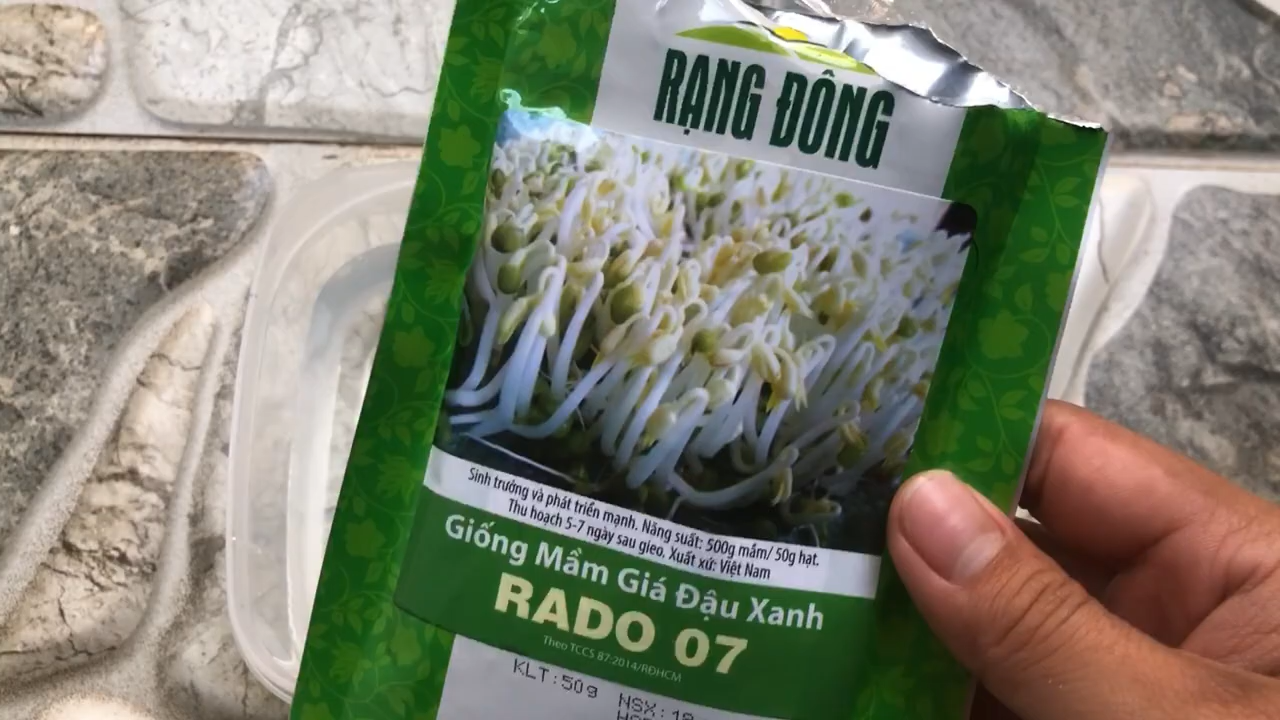 RẠNG ĐÔNG
Sinh trưởng và phát triển mạnh. Năng suất: 500g mầm/ 50g hạt.
Thu hoạch 5-7 ngày sau gieo. Xuất xứ: Việt Nam
Giống Mầm Giá Đậu Xanh
RADO 07
Theo TCCS 87:2014/RĐHCM
KLT:50g NSX: